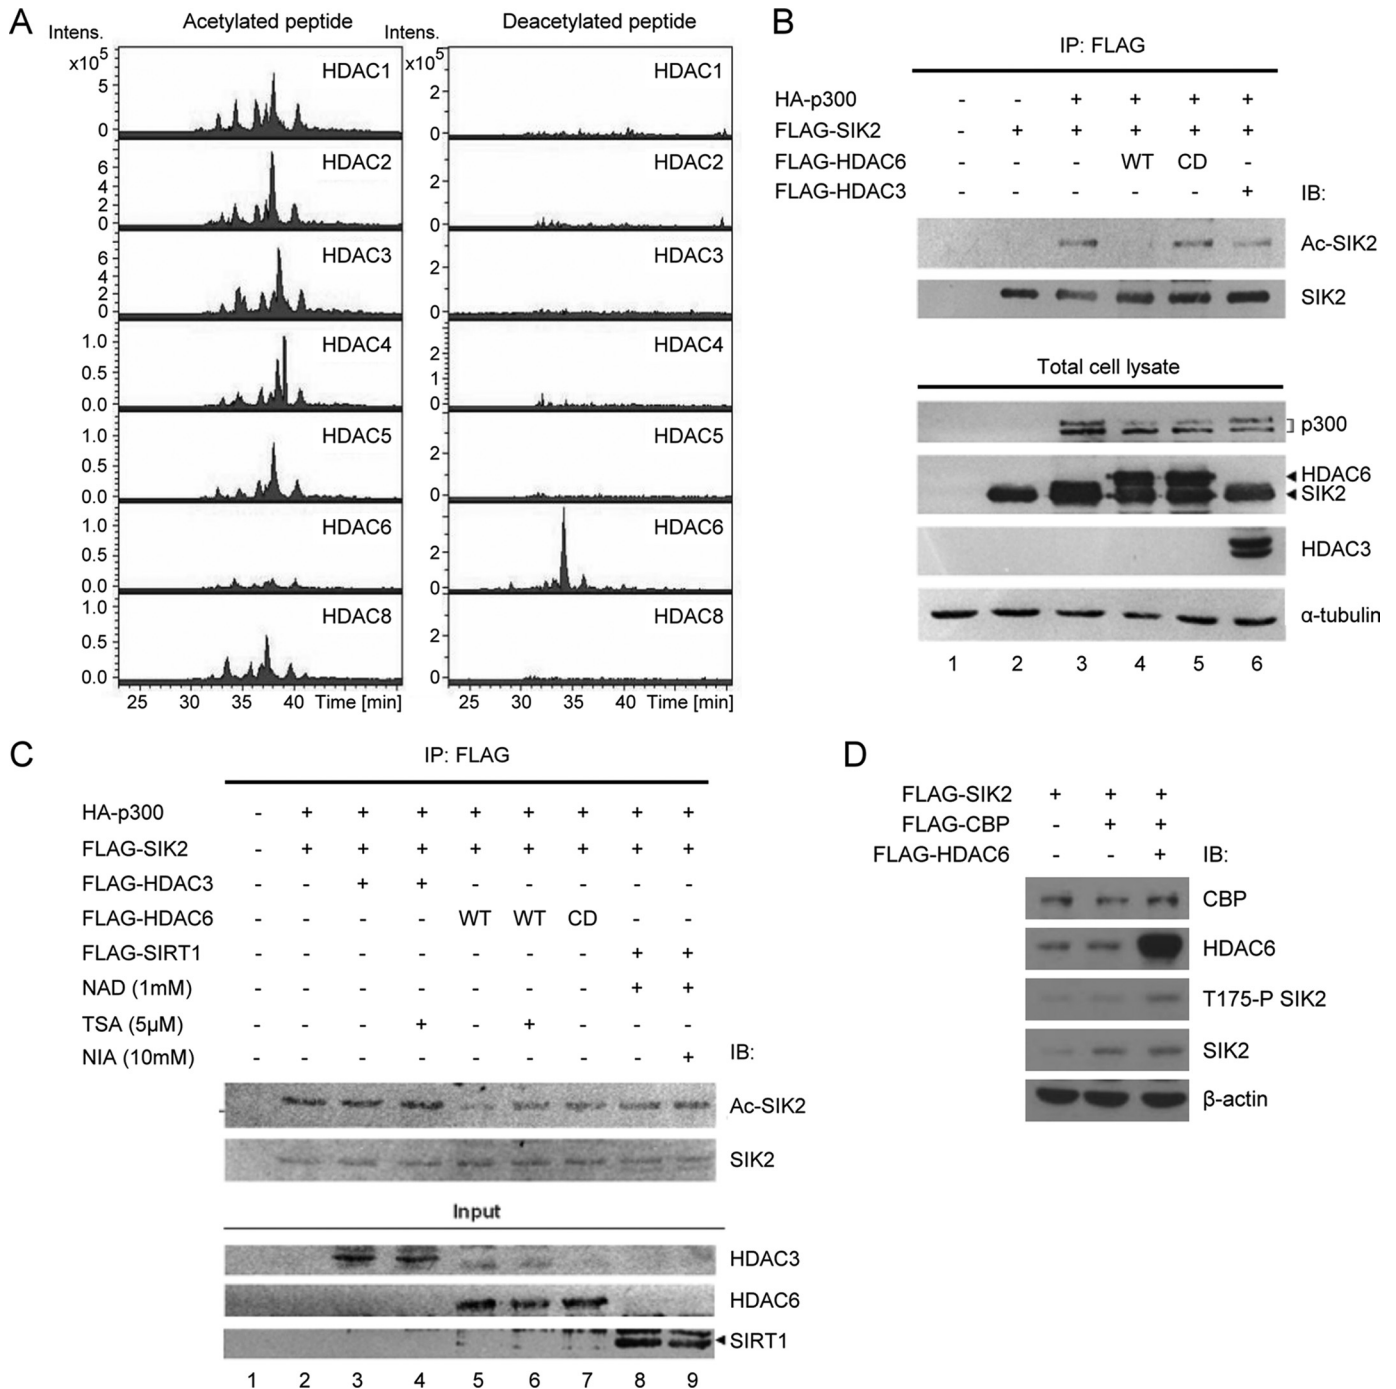 A
Acetylated peptide
Deacetylated peptide
Intens.
x10^5
Intens.
x10^5
HDAC1
5
0
HDAC1
2
0
HDAC2
6
4
2
0
HDAC2
2
0
HDAC3
6
4
2
0
HDAC3
2
0
HDAC4
1.0
0.5
0.0
HDAC4
2
1
0
HDAC5
1.0
0.5
0.0
HDAC5
2
0
HDAC6
1.0
0.5
0.0
HDAC6
2
0
HDAC8
1.0
0.5
0.0
HDAC8
2
0
25 30 35 40 Time [min]
25 30 35 40 Time [min]
B
IP: FLAG
HA-p300 - - + + + +
FLAG-SIK2 - + + + + +
FLAG-HDAC6 - - - WT CD -
FLAG-HDAC3 - - - - - + IB:
Ac-SIK2
SIK2
Total cell lysate
p300
HDAC6
SIK2
HDAC3
α-tubulin
1 2 3 4 5 6
C
IP: FLAG
HA-p300 - + + + + + + + +
FLAG-SIK2 - + + + + + + + +
FLAG-HDAC3 - - + + - - - - -
FLAG-HDAC6 - - - - WT WT CD - -
FLAG-SIRT1 - - - - - - - + +
NAD (1mM) - - - - - - - + +
TSA (5µM) - - - + - + - - -
NIA (10mM) - - - - - - - - + IB:
Ac-SIK2
SIK2
Input
HDAC3
HDAC6
SIRT1
1 2 3 4 5 6 7 8 9
D
FLAG-SIK2 + + +
FLAG-CBP - + +
FLAG-HDAC6 - - + IB:
CBP
HDAC6
T175-P SIK2
SIK2
β-actin